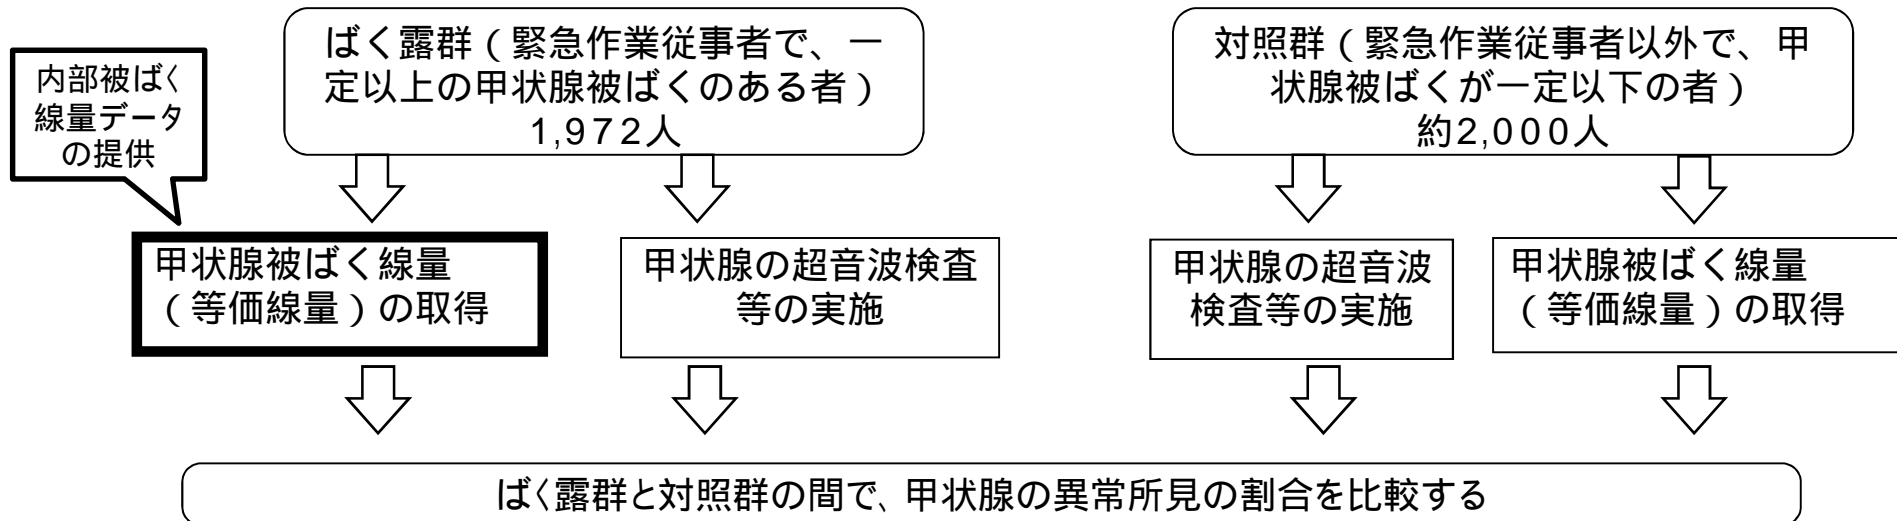 ばく露群（緊急作業従事者で、一
定以上の甲状腺被ばくのある者）
1,972人
対照群（緊急作業従事者以外で、甲
状腺被ばくが一定以下の者）
約2,000人
内部被ばく
線量データ
の提供
甲状腺被ばく線量
（等価線量）の取得
甲状腺の超音波検査
等の実施
甲状腺の超音波
検査等の実施
甲状腺被ばく線量
（等価線量）の取得
ばく露群と対照群の間で、甲状腺の異常所見の割合を比較する